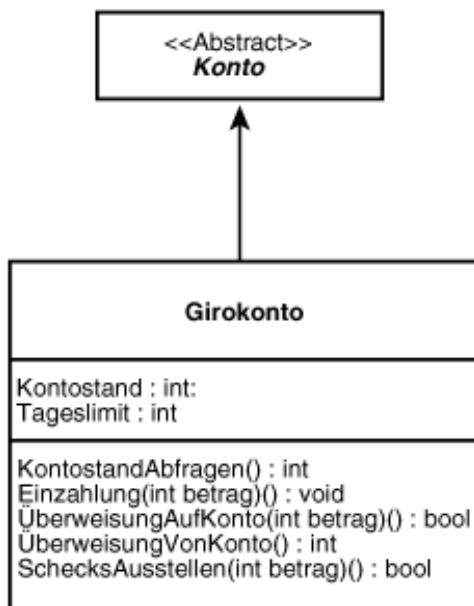 <<Abstract>>
Konto
Girokonto
Kontostand : int:
Tageslimit : int
KontostandAbfragen() : int
Einzahlung(int betrag)() : void
ÜberweisungAufKonto(int betrag)() : bool
ÜberweisungVonKonto() : int
SchecksAusstellen(int betrag)() : bool